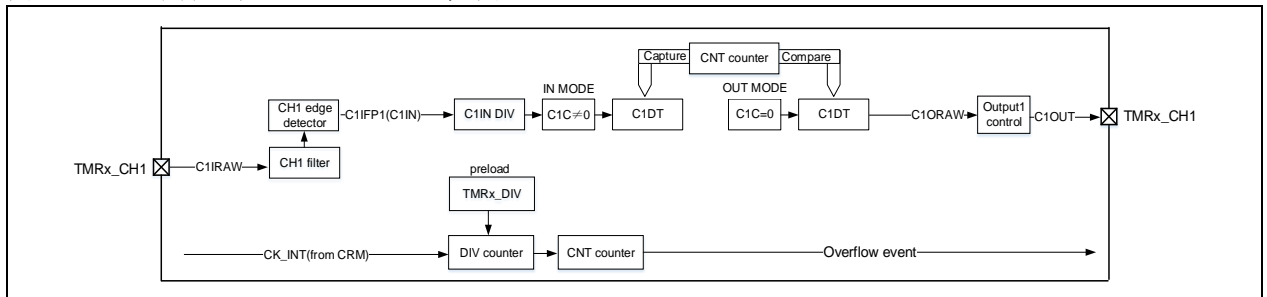 Capture
CNT counter
Compare
IN MODE
OUT MODE
CH1 edge
detector
C1IFP1(C1IN)
C1IN DIV
C1C≠0
C1DT
C1C=0
C1DT
C1ORAW
Output1
control
C1OUT
TMRx_CH1
TMRx_CH1
C1IRAW
CH1 filter
preload
TMRx_DIV
CK_INT(from CRM)
DIV counter
CNT counter
Overflow event